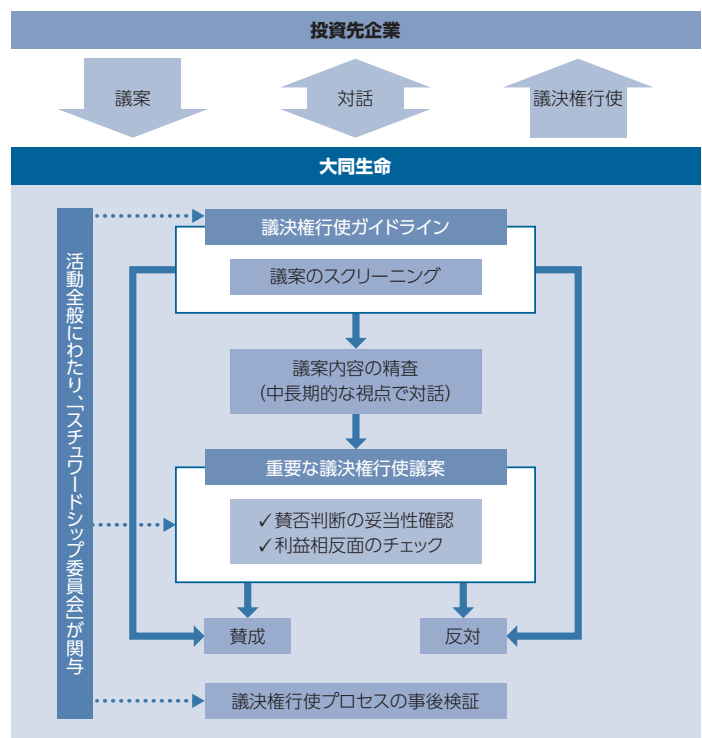 投資先企業
議案
対話
議決権行使
大同生命
活動全般にわたり、「スチュワードシップ委員会」が関与
議決権行使ガイドライン
議案のスクリーニング
議案内容の精査
(中長期的な視点で対話)
重要な議決権行使議案
✓賛否判断の妥当性確認
✓利益相反面のチェック
賛成
反対
議決権行使プロセスの事後検証